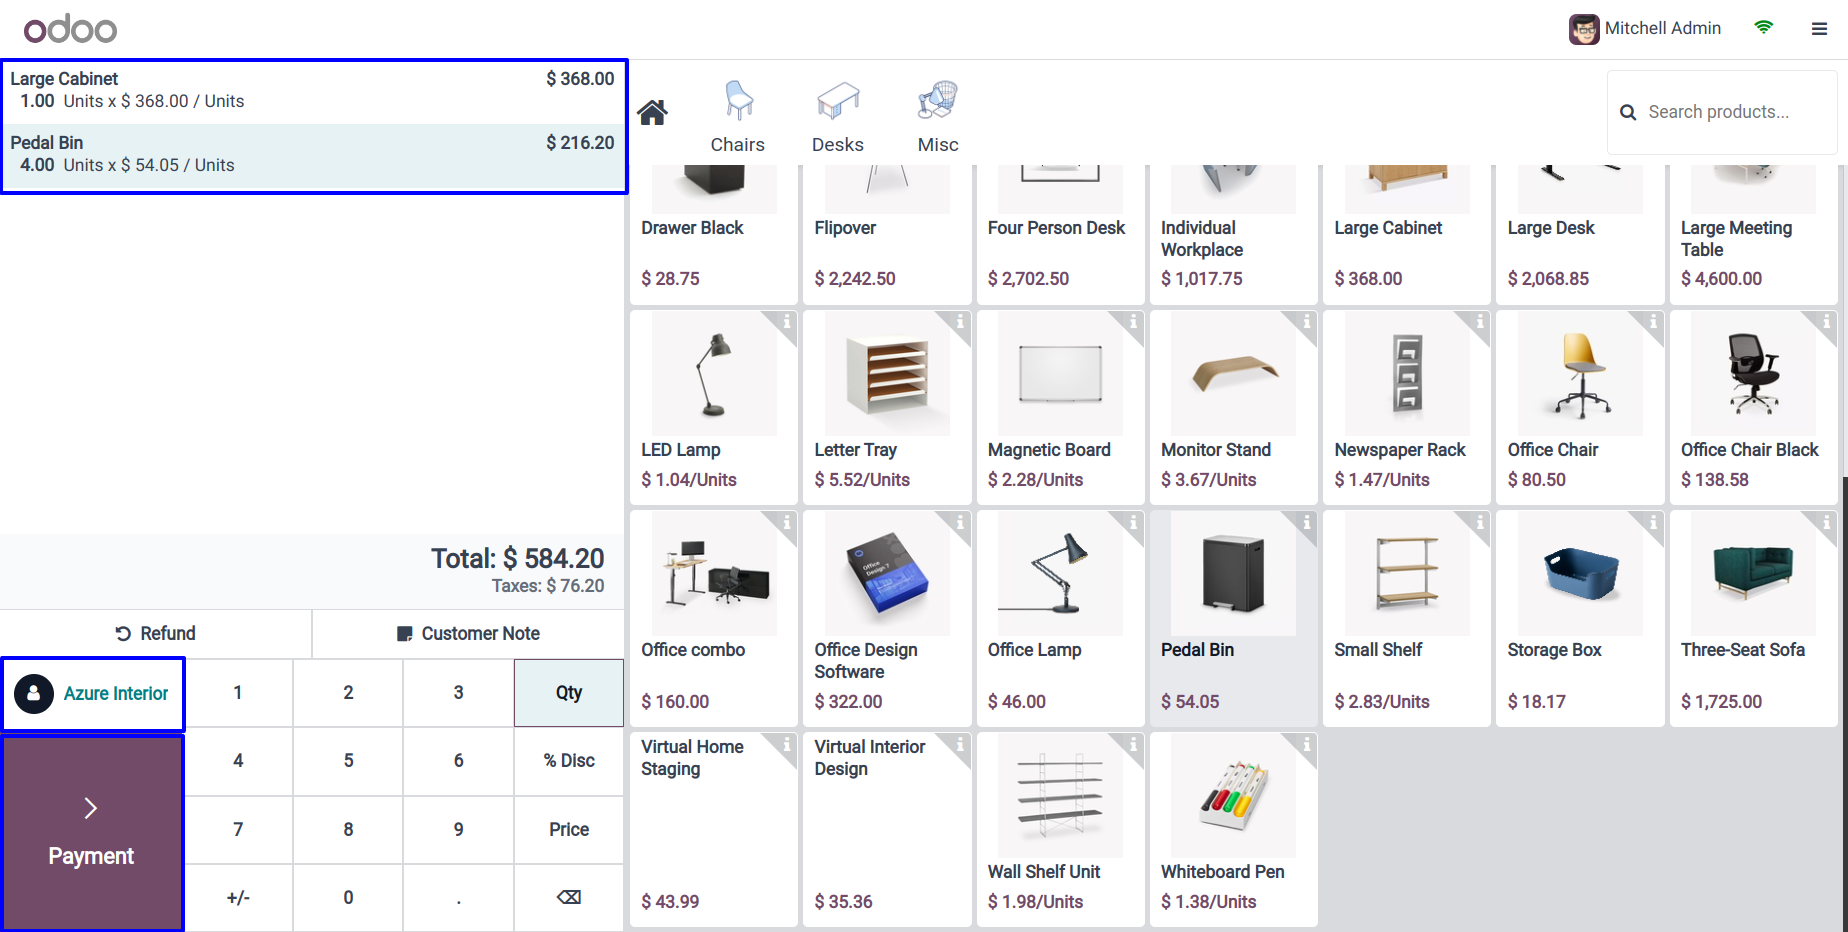 odoo
Mitchell Admin
Large Cabinet $ 368.00
1.00 Units x $ 368.00 / Units
Pedal Bin $ 216.20
4.00 Units x $ 54.05 / Units
Total: $ 584.20
Taxes: $ 76.20
Refund Customer Note
Azure Interior 1 2 3 Qty
4 5 6 % Disc
Payment 7 8 9 Price
+/- 0 .
Chairs Desks Misc
Search products...
Drawer Black
$ 28.75
Flipover
$ 2,242.50
Four Person Desk
$ 2,702.50
Individual
Workplace
$ 1,017.75
Large Cabinet
$ 368.00
Large Desk
$ 2,068.85
Large Meeting
Table
$ 4,600.00
LED Lamp
$ 1.04/Units
Letter Tray
$ 5.52/Units
Magnetic Board
$ 2.28/Units
Monitor Stand
$ 3.67/Units
Newspaper Rack
$ 1.47/Units
Office Chair
$ 80.50
Office Chair Black
$ 138.58
Office combo
$ 160.00
Office
Design 7
Office Design
Software
$ 322.00
Office Lamp
$ 46.00
Pedal Bin
$ 54.05
Small Shelf
$ 2.83/Units
Storage Box
$ 18.17
Three-Seat Sofa
$ 1,725.00
Virtual Home
Staging
$ 43.99
Virtual Interior
Design
$ 35.36
Wall Shelf Unit
$ 1.98/Units
Whiteboard Pen
$ 1.38/Units